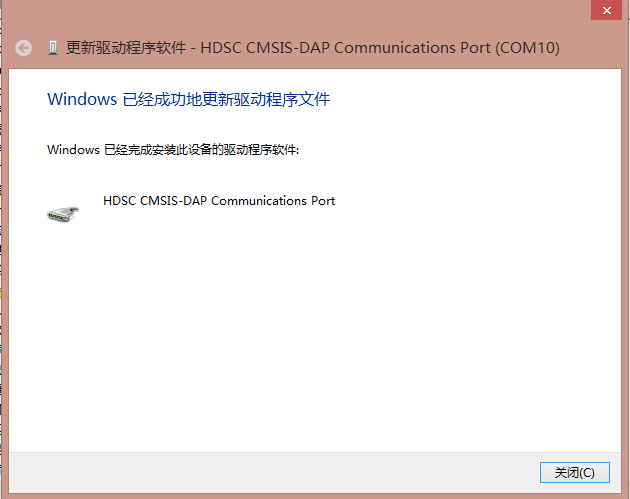 更新驱动程序软件 - HDSC CMSIS-DAP Communications Port (COM10)
Windows 已经成功地更新驱动程序文件
Windows 已经完成安装此设备的驱动程序软件:
HDSC CMSIS-DAP Communications Port
关闭(C)